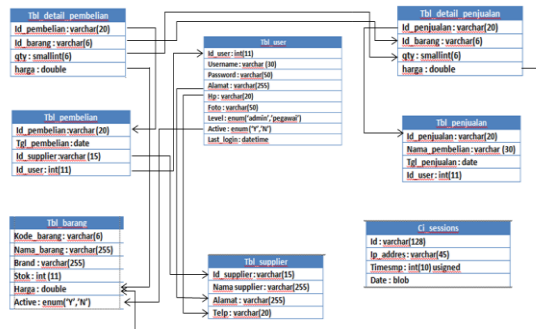 Tbl_detail_pembelian
Id_pembelian : varchar(20)
Id_barang : varchar(6)
qty : smallint(6)
harga : double
Tbl_user
Id_user : int(11)
Username : varchar (30)
Password : varchar(50)
Alamat : varchar(255)
Hp : varchar(20)
Foto : varchar(50)
Level : enum('admin','pegawai')
Active : enum ('Y','N')
Last_login : datetime
Tbl_detail_penjualan
Id_penjualan : varchar(20)
Id_barang : varchar(6)
qty : smallint(6)
harga : double
Tbl_pembelian
Id_pembelian : varchar (20)
Tgl_pembelian : date
Id_supplier : varchar (15)
Id_user : int(11)
Tbl_penjualan
Id_penjualan : varchar(20)
Nama_pembelian : varchar (30)
Tgl_penjualan : date
Id_user : int(11)
Tbl_barang
Kode_barang : varchar(6)
Nama_barang : varchar(255)
Brand : varchar(255)
Stok : int (11)
Harga : double
Active : enum('Y','N')
Tbl_supplier
Id_supplier : varchar(15)
Nama supplier : varchar(255)
Alamat : varchar(255)
Telp : varchar(20)
Ci_sessions
Id : varchar(128)
Ip_addres : varchar(45)
Timesmp : int(10) usigned
Date : blob